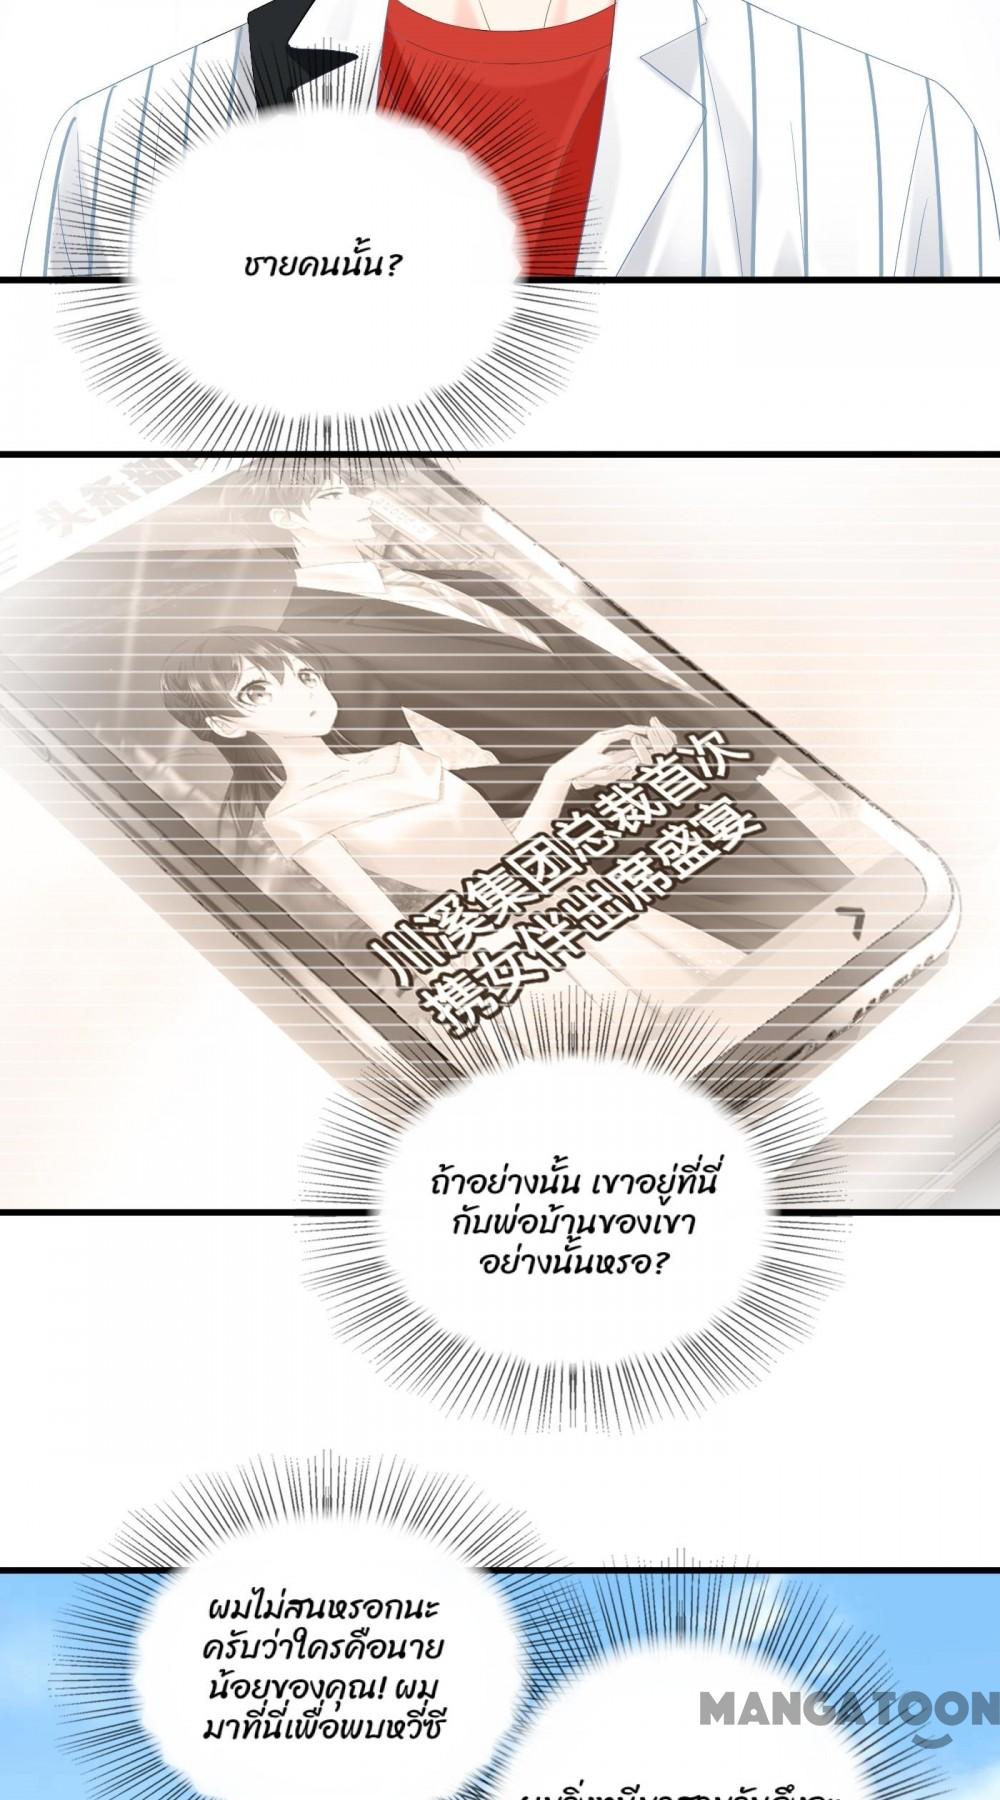 ชายคนนั้น?
头条新
川溪集团总裁首次
携女伴出席盛宴
ถ้าอย่างนั้น เขาอยู่ที่นี่
กับพ่อบ้านของเขา
อย่างนั้นหรอ?
ผมไม่สนหรอกนะ
ครับว่าใครคือนาย
น้อยของคุณ! ผม
มาที่นี่เพื่อพบหวี่ซี
MANGATOON